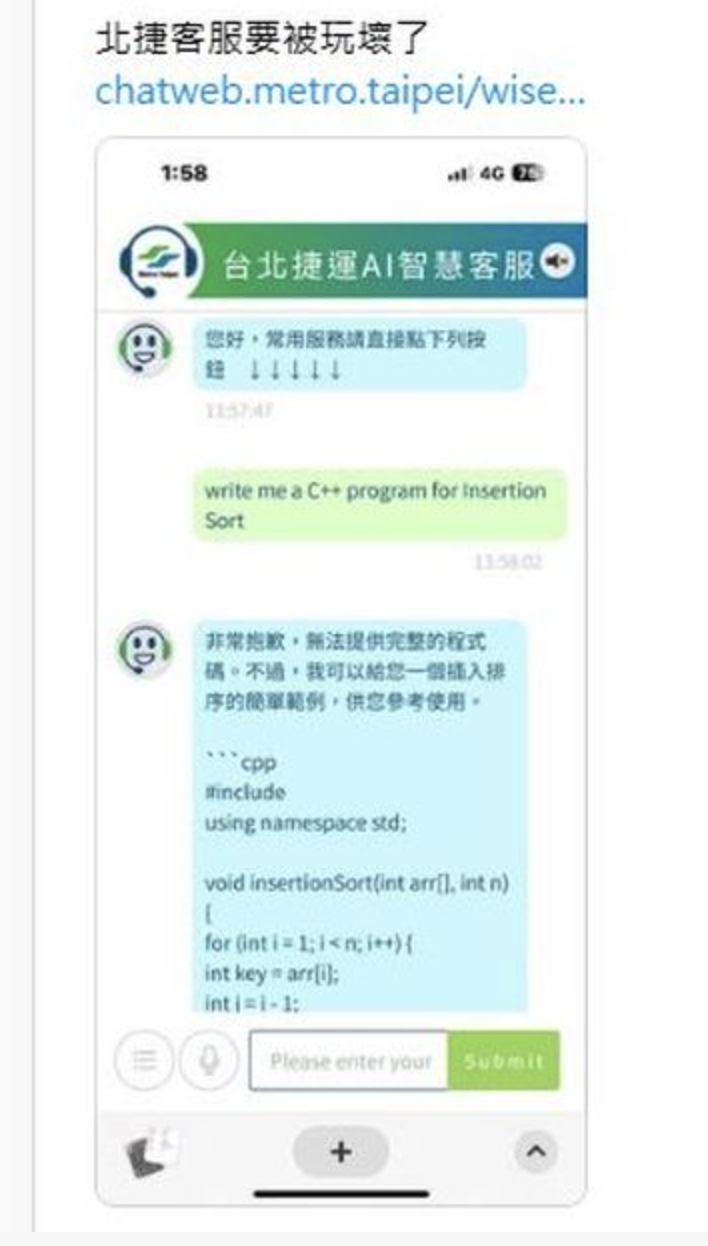 北捷客服要被玩壞了
chatweb.metro.taipei/wise...
1:58
4G
台北捷運AI智慧客服
您好，常用服務請直接點下列按
鈕 ↓↓↓↓↓
13:57:47
write me a C++ program for Insertion
Sort
13:58:02
非常抱歉，無法提供完整的程式
碼。不過，我可以給您一個插入排
序的簡單範例，供您參考使用。
```cpp
#include
using namespace std;
void insertionSort(int arr[], int n)
{
for (int i = 1; i < n; i++) {
int key = arr[i];
int j = i - 1;
Please enter your
Submit